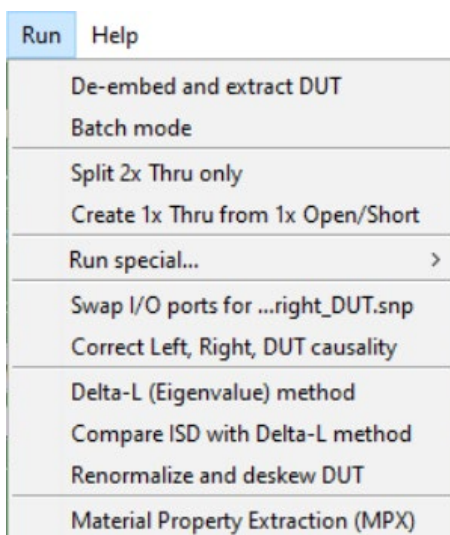 Run Help
De-embed and extract DUT
Batch mode
Split 2x Thru only
Create 1x Thru from 1x Open/Short
Run special... >
Swap I/O ports for ...right_DUT.snp
Correct Left, Right, DUT causality
Delta-L (Eigenvalue) method
Compare ISD with Delta-L method
Renormalize and deskew DUT
Material Property Extraction (MPX)